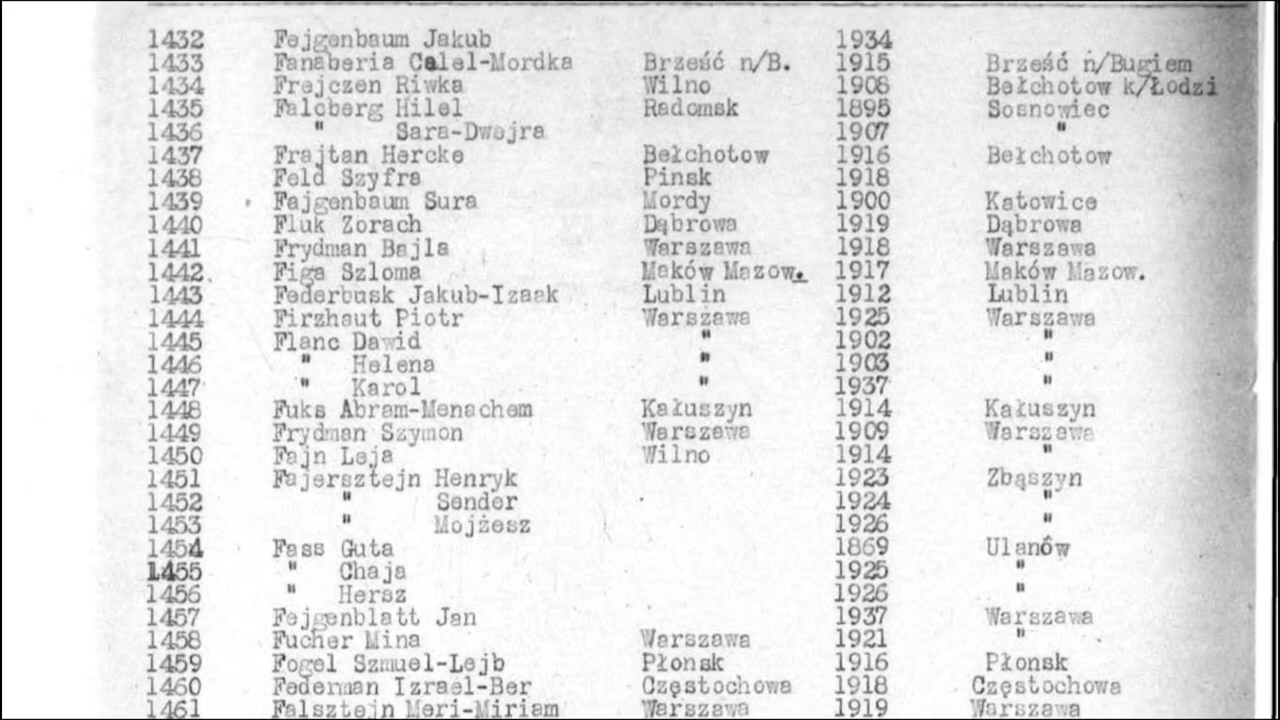 1432 Fejgenbaum Jakub 1934
1433 Fanaberia Calel-Mordka Brześć n/B. 1915 Brześć n/Bugiem
1434 Frejczen Riwka Wilno 1908 Bełchotow k/Łodzi
1435 Falcberg Hilel Radomsk 1895 Sosnowiec
1436 " Sara-Dwejra 1907 "
1437 Frajtan Hercke Bełchotow 1916 Bełchotow
1438 Feld Szyfra Pinsk 1918
1439 Fajgenbaum Sura Mordy 1900 Katowice
1440 Fluk Zorach Dąbrowa 1919 Dąbrowa
1441 Frydman Bajla Warszawa 1918 Warszawa
1442 Figa Szloma Maków Mazow. 1917 Maków Mazow.
1443 Federbusk Jakub-Izaak Lublin 1912 Lublin
1444 Firzhaut Piotr Warszawa 1925 Warszawa
1445 Flanc Dawid " 1902 "
1446 " Helena " 1903 "
1447 " Karol " 1937 "
1448 Fuks Abram-Menachem Kałuszyn 1914 Kałuszyn
1449 Frydman Szymon Warszawa 1909 Warszawa
1450 Fajn Leja Wilno 1914 "
1451 Fajersztejn Henryk 1923 Zbąszyn
1452 " Sender 1924 "
1453 " Mojżesz 1926 "
1454 Fass Guta 1869 Ulanów
1455 " Chaja 1925 "
1456 " Hersz 1926 "
1457 Fejgenblatt Jan 1937 Warszawa
1458 Fucher Mina Warszawa 1921 "
1459 Fogel Szmuel-Lejb Płonsk 1916 Płonsk
1460 Federman Izrael-Ber Częstochowa 1918 Częstochowa
1461 Falsztejn Meri-Miriam Warszawa 1919 Warszawa